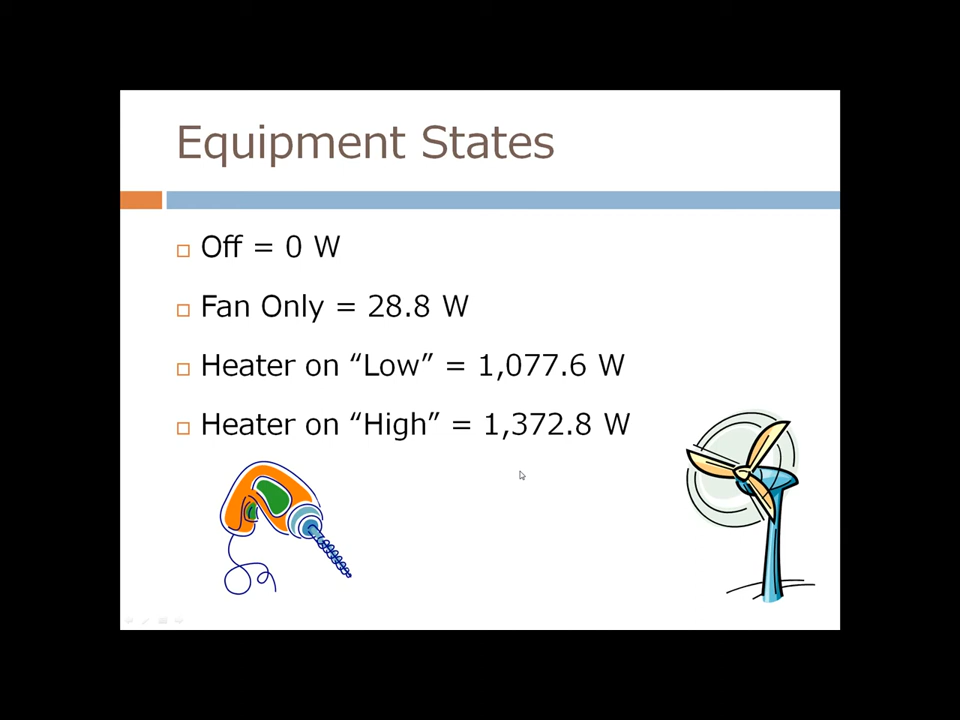 Equipment States
Off = 0 W
Fan Only = 28.8 W
Heater on “Low” = 1,077.6 W
Heater on “High” = 1,372.8 W